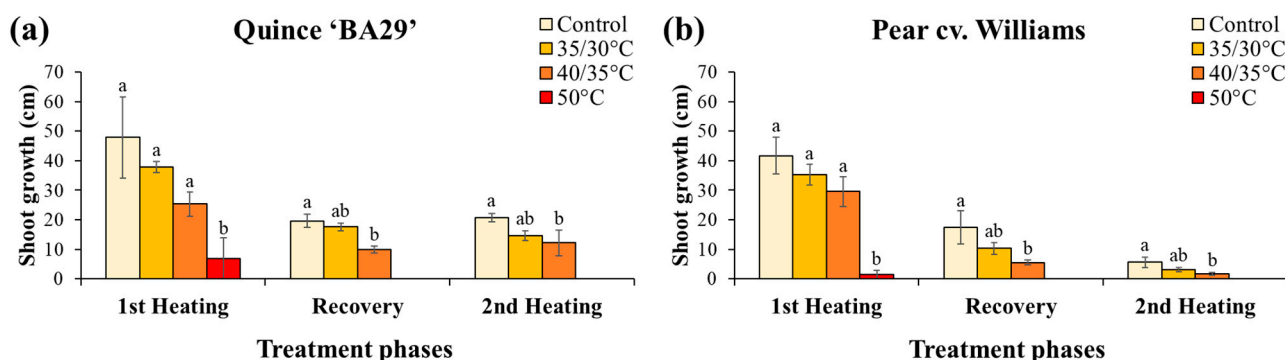 (a)
Quince ‘BA29’
Control
35/30°C
40/35°C
50°C
Shoot growth (cm)
70
60
50
40
30
20
10
0
a
a
a
b
a
ab
b
a
ab
b
1st Heating
Recovery
2nd Heating
Treatment phases
(b)
Pear cv. Williams
Control
35/30°C
40/35°C
50°C
Shoot growth (cm)
70
60
50
40
30
20
10
0
a
a
a
b
a
ab
b
a
ab
b
1st Heating
Recovery
2nd Heating
Treatment phases